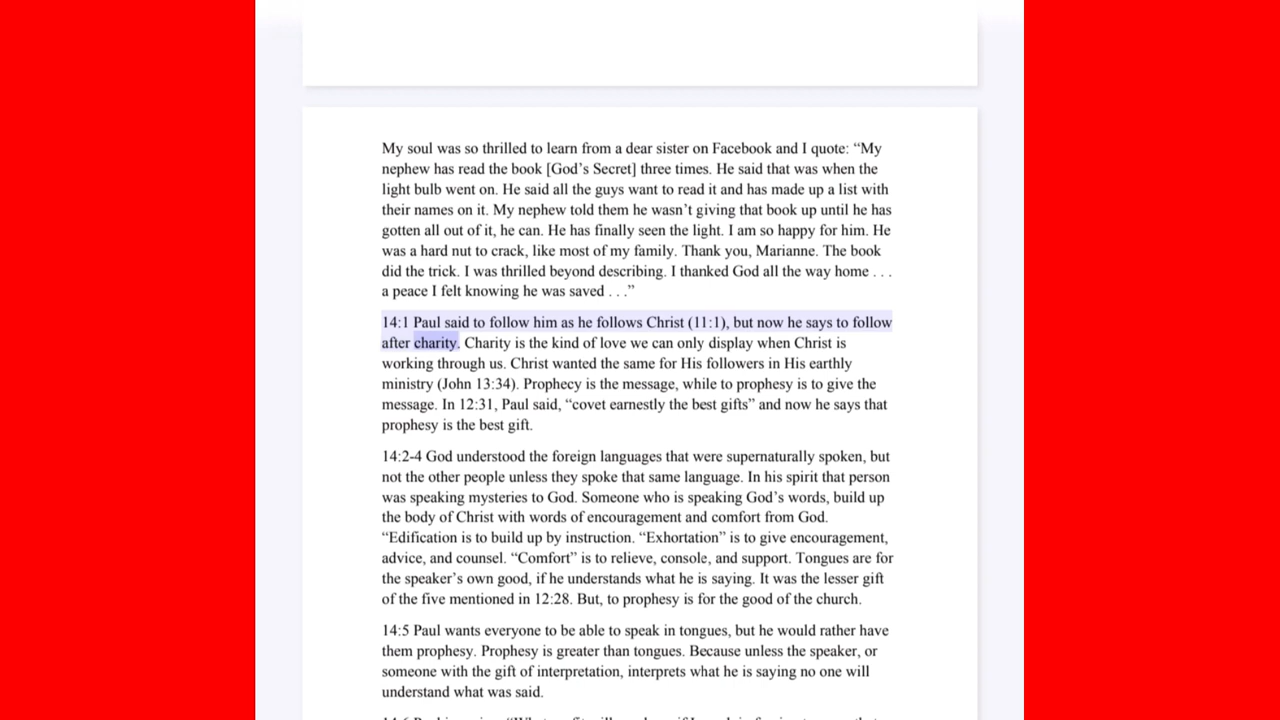 My soul was so thrilled to learn from a dear sister on Facebook and I quote: “My
nephew has read the book [God’s Secret] three times. He said that was when the
light bulb went on. He said all the guys want to read it and has made up a list with
their names on it. My nephew told them he wasn’t giving that book up until he has
gotten all out of it, he can. He has finally seen the light. I am so happy for him. He
was a hard nut to crack, like most of my family. Thank you, Marianne. The book
did the trick. I was thrilled beyond describing. I thanked God all the way home . . .
a peace I felt knowing he was saved . . .”
14:1 Paul said to follow him as he follows Christ (11:1), but now he says to follow
after charity. Charity is the kind of love we can only display when Christ is
working through us. Christ wanted the same for His followers in His earthly
ministry (John 13:34). Prophecy is the message, while to prophesy is to give the
message. In 12:31, Paul said, “covet earnestly the best gifts” and now he says that
prophesy is the best gift.
14:2-4 God understood the foreign languages that were supernaturally spoken, but
not the other people unless they spoke that same language. In his spirit that person
was speaking mysteries to God. Someone who is speaking God’s words, build up
the body of Christ with words of encouragement and comfort from God.
“Edification is to build up by instruction. “Exhortation” is to give encouragement,
advice, and counsel. “Comfort” is to relieve, console, and support. Tongues are for
the speaker’s own good, if he understands what he is saying. It was the lesser gift
of the five mentioned in 12:28. But, to prophesy is for the good of the church.
14:5 Paul wants everyone to be able to speak in tongues, but he would rather have
them prophesy. Prophesy is greater than tongues. Because unless the speaker, or
someone with the gift of interpretation, interprets what he is saying no one will
understand what was said.